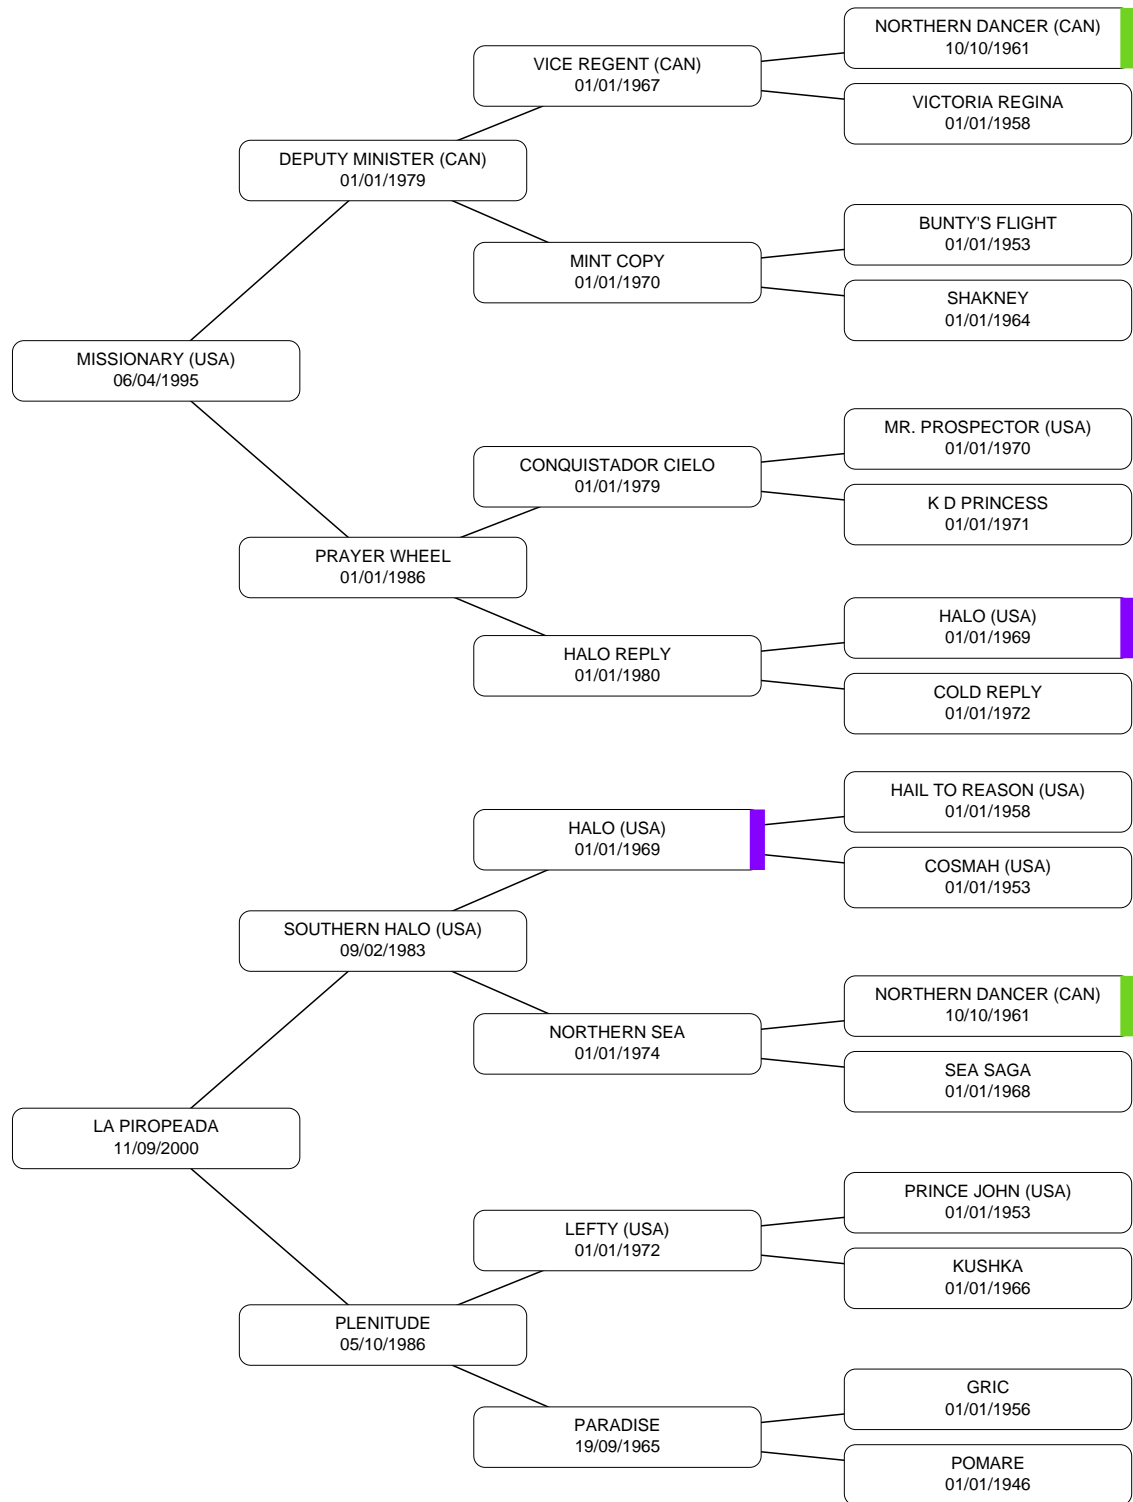 NORTHERN DANCER (CAN)
10/10/1961
VICE REGENT (CAN)
01/01/1967
VICTORIA REGINA
01/01/1958
DEPUTY MINISTER (CAN)
01/01/1979
BUNTY'S FLIGHT
01/01/1953
MINT COPY
01/01/1970
SHAKNEY
01/01/1964
MISSIONARY (USA)
06/04/1995
MR. PROSPECTOR (USA)
01/01/1970
CONQUISTADOR CIELO
01/01/1979
K D PRINCESS
01/01/1971
PRAYER WHEEL
01/01/1986
HALO (USA)
01/01/1969
HALO REPLY
01/01/1980
COLD REPLY
01/01/1972
HAIL TO REASON (USA)
01/01/1958
HALO (USA)
01/01/1969
COSMAH (USA)
01/01/1953
SOUTHERN HALO (USA)
09/02/1983
NORTHERN DANCER (CAN)
10/10/1961
NORTHERN SEA
01/01/1974
SEA SAGA
01/01/1968
LA PIROPEADA
11/09/2000
PRINCE JOHN (USA)
01/01/1953
LEFTY (USA)
01/01/1972
KUSHKA
01/01/1966
PLENITUDE
05/10/1986
GRIC
01/01/1956
PARADISE
19/09/1965
POMARE
01/01/1946